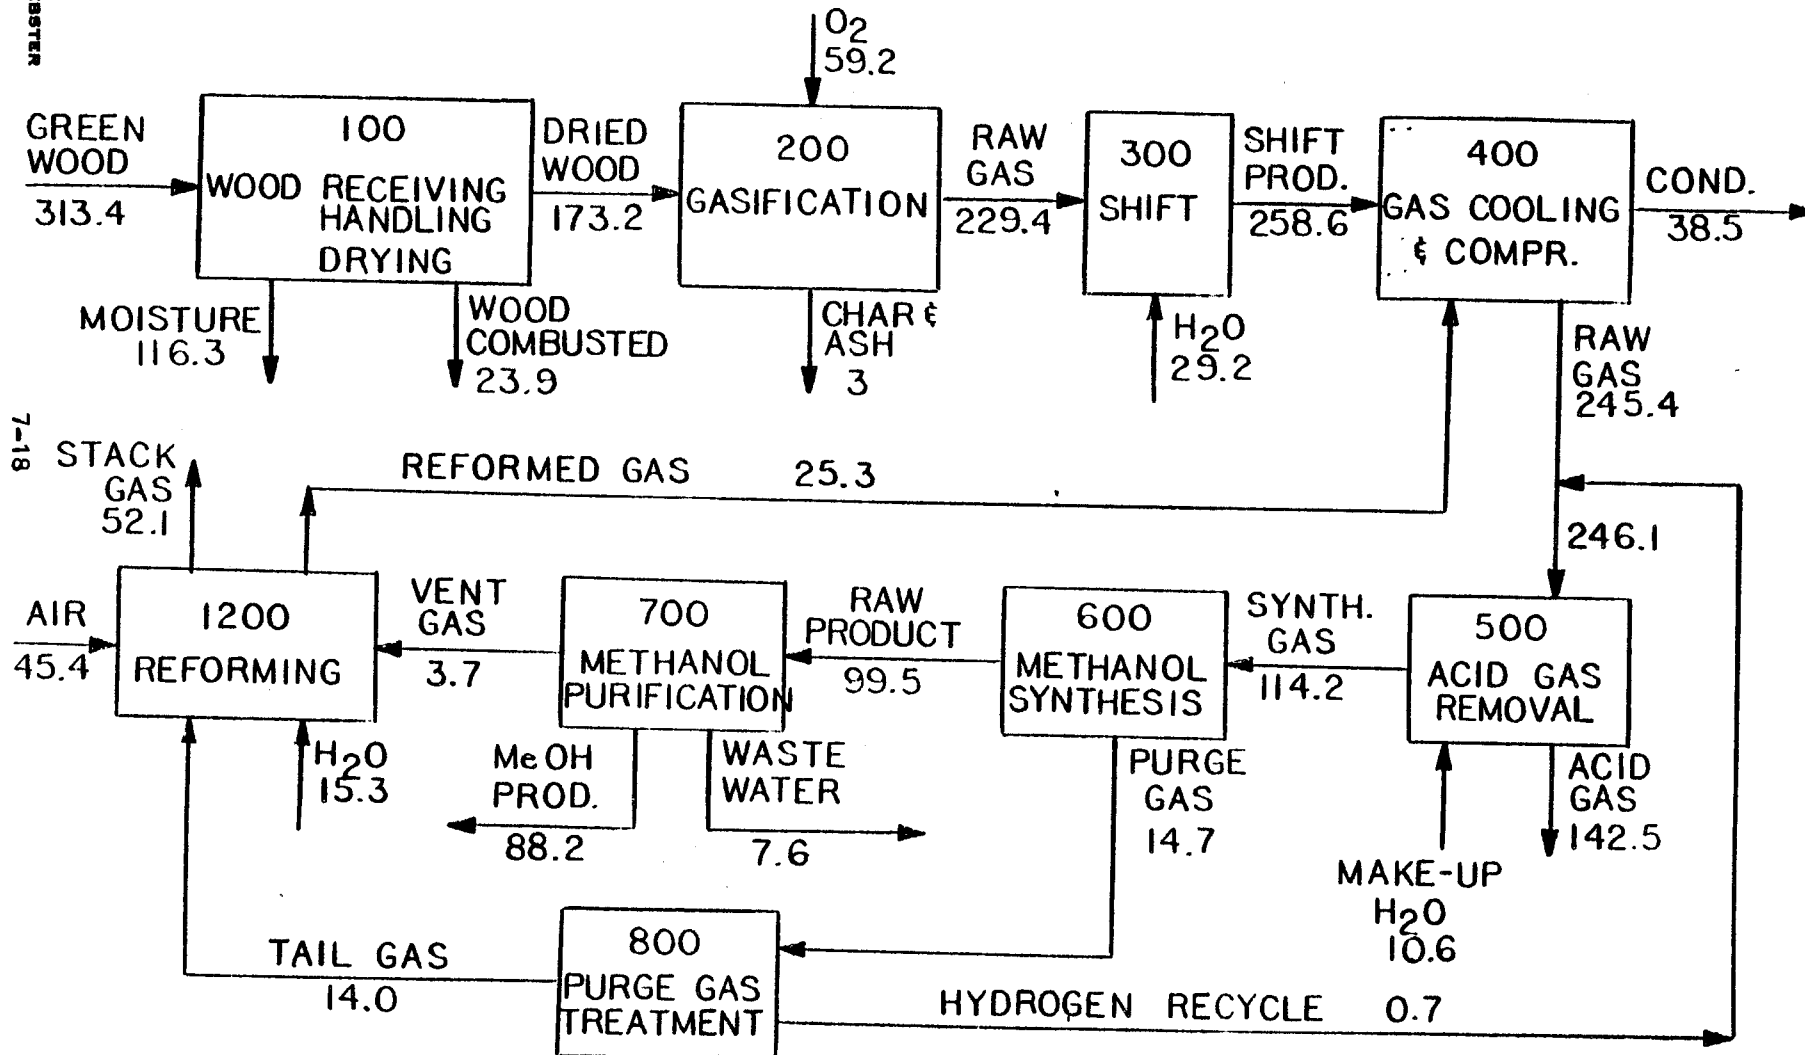 O2
59.2
GREEN
WOOD
313.4
100
WOOD RECEIVING
HANDLING
DRYING
DRIED
WOOD
173.2
200
GASIFICATION
RAW
GAS
229.4
300
SHIFT
SHIFT
PROD.
258.6
400
GAS COOLING
& COMPR.
COND.
38.5
MOISTURE
116.3
WOOD
COMBUSTED
23.9
CHAR &
ASH
3
H2O
29.2
RAW
GAS
245.4
7-18
STACK
GAS
52.1
REFORMED GAS 25.3
246.1
AIR
45.4
1200
REFORMING
VENT
GAS
3.7
700
METHANOL
PURIFICATION
RAW
PRODUCT
99.5
600
METHANOL
SYNTHESIS
SYNTH.
GAS
114.2
500
ACID GAS
REMOVAL
H2O
15.3
MeOH
PROD.
88.2
WASTE
WATER
7.6
PURGE
GAS
14.7
MAKE-UP
H2O
10.6
ACID
GAS
142.5
TAIL GAS
14.0
800
PURGE GAS
TREATMENT
HYDROGEN RECYCLE 0.7